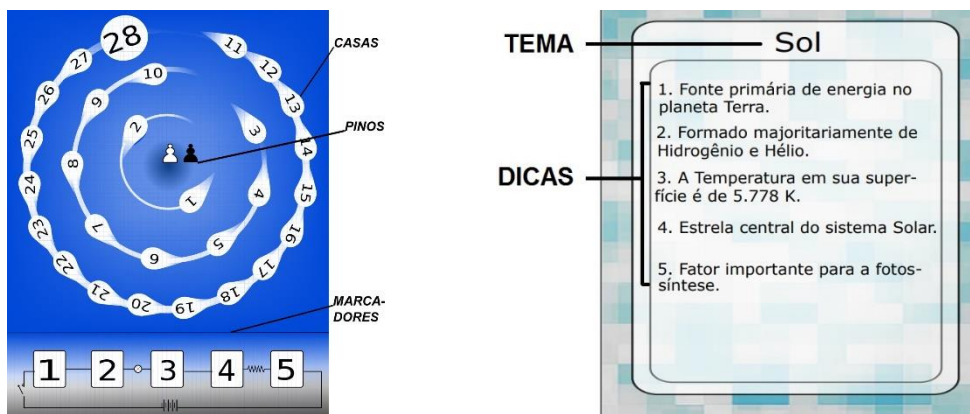 28
27
26
25
24
23
22
21
20
19
18
17
16
15
14
13
12
11
10
9
8
7
6
5
4
3
2
1
CASAS
PINOS
MARCA-
DORES
1 2 3 4 5
TEMA
Sol
DICAS
1. Fonte primária de energia no
planeta Terra.
2. Formado majoritariamente de
Hidrogênio e Hélio.
3. A Temperatura em sua super-
fície é de 5.778 K.
4. Estrela central do sistema Solar.
5. Fator importante para a fotos-
síntese.